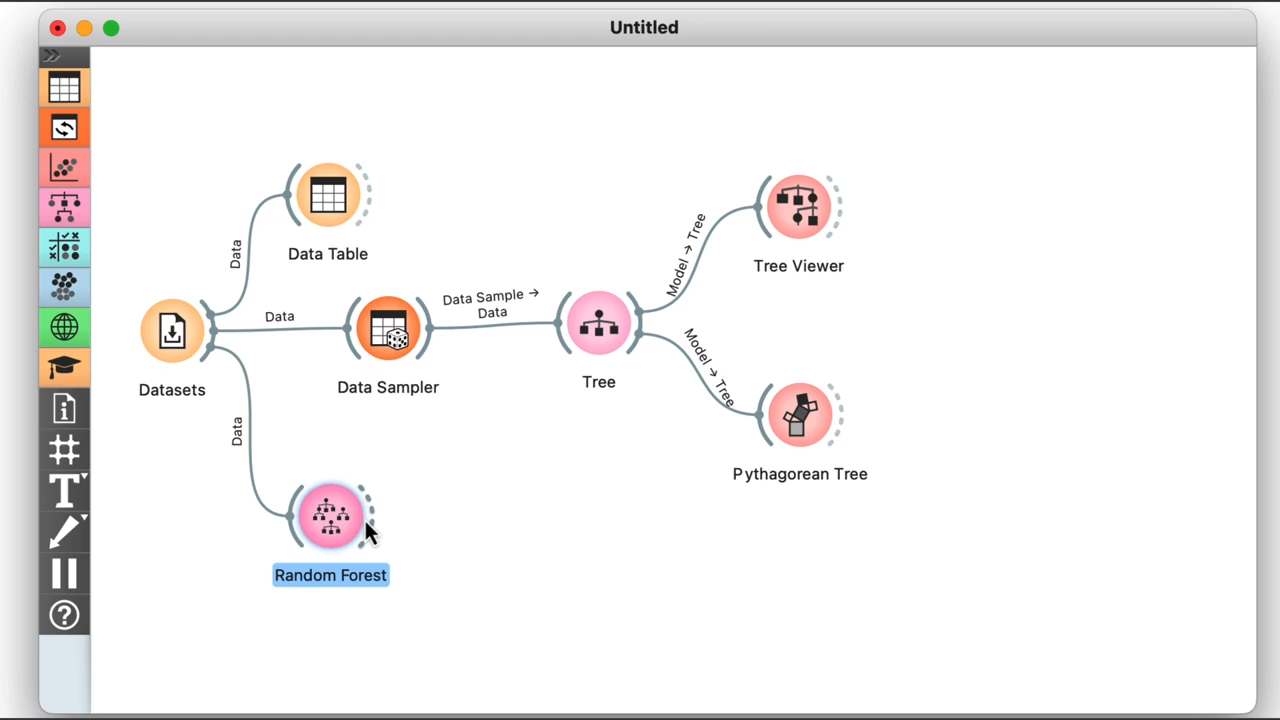 Untitled
Data Table
Data
Data
Data Sample →
Data
Model → Tree
Tree Viewer
Datasets
Data Sampler
Tree
Model → Tree
Pythagorean Tree
Data
Random Forest
T
?